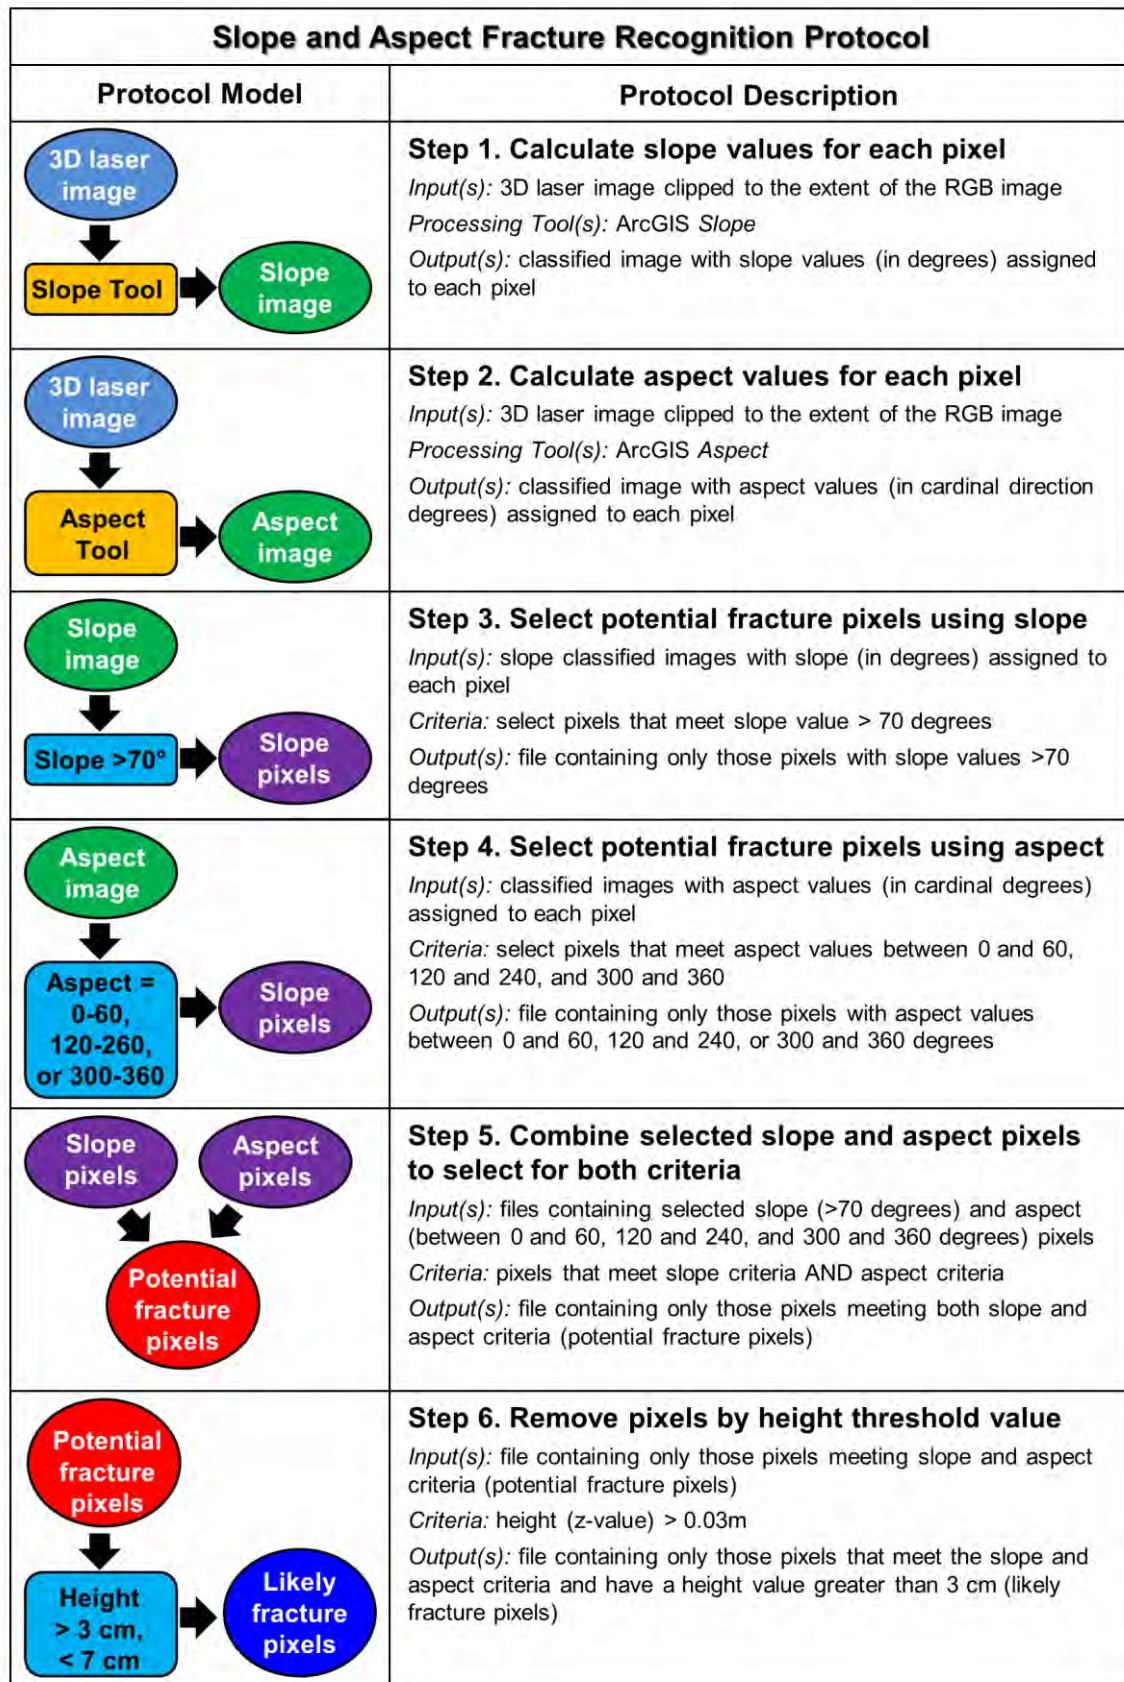 Slope and Aspect Fracture Recognition Protocol
Protocol Model
Protocol Description
3D laser
image
Slope Tool
Slope
image
Step 1. Calculate slope values for each pixel
Input(s): 3D laser image clipped to the extent of the RGB image
Processing Tool(s): ArcGIS Slope
Output(s): classified image with slope values (in degrees) assigned
to each pixel
3D laser
image
Aspect
Tool
Aspect
image
Step 2. Calculate aspect values for each pixel
Input(s): 3D laser image clipped to the extent of the RGB image
Processing Tool(s): ArcGIS Aspect
Output(s): classified image with aspect values (in cardinal direction
degrees) assigned to each pixel
Slope
image
Slope >70°
Slope
pixels
Step 3. Select potential fracture pixels using slope
Input(s): slope classified images with slope (in degrees) assigned to
each pixel
Criteria: select pixels that meet slope value > 70 degrees
Output(s): file containing only those pixels with slope values >70
degrees
Aspect
image
Aspect =
0-60,
120-260,
or 300-360
Slope
pixels
Step 4. Select potential fracture pixels using aspect
Input(s): classified images with aspect values (in cardinal degrees)
assigned to each pixel
Criteria: select pixels that meet aspect values between 0 and 60,
120 and 240, and 300 and 360
Output(s): file containing only those pixels with aspect values
between 0 and 60, 120 and 240, or 300 and 360 degrees
Slope
pixels
Aspect
pixels
Potential
fracture
pixels
Step 5. Combine selected slope and aspect pixels
to select for both criteria
Input(s): files containing selected slope (>70 degrees) and aspect
(between 0 and 60, 120 and 240, and 300 and 360 degrees) pixels
Criteria: pixels that meet slope criteria AND aspect criteria
Output(s): file containing only those pixels meeting both slope and
aspect criteria (potential fracture pixels)
Potential
fracture
pixels
Height
> 3 cm,
< 7 cm
Likely
fracture
pixels
Step 6. Remove pixels by height threshold value
Input(s): file containing only those pixels meeting slope and aspect
criteria (potential fracture pixels)
Criteria: height (z-value) > 0.03m
Output(s): file containing only those pixels that meet the slope and
aspect criteria and have a height value greater than 3 cm (likely
fracture pixels)